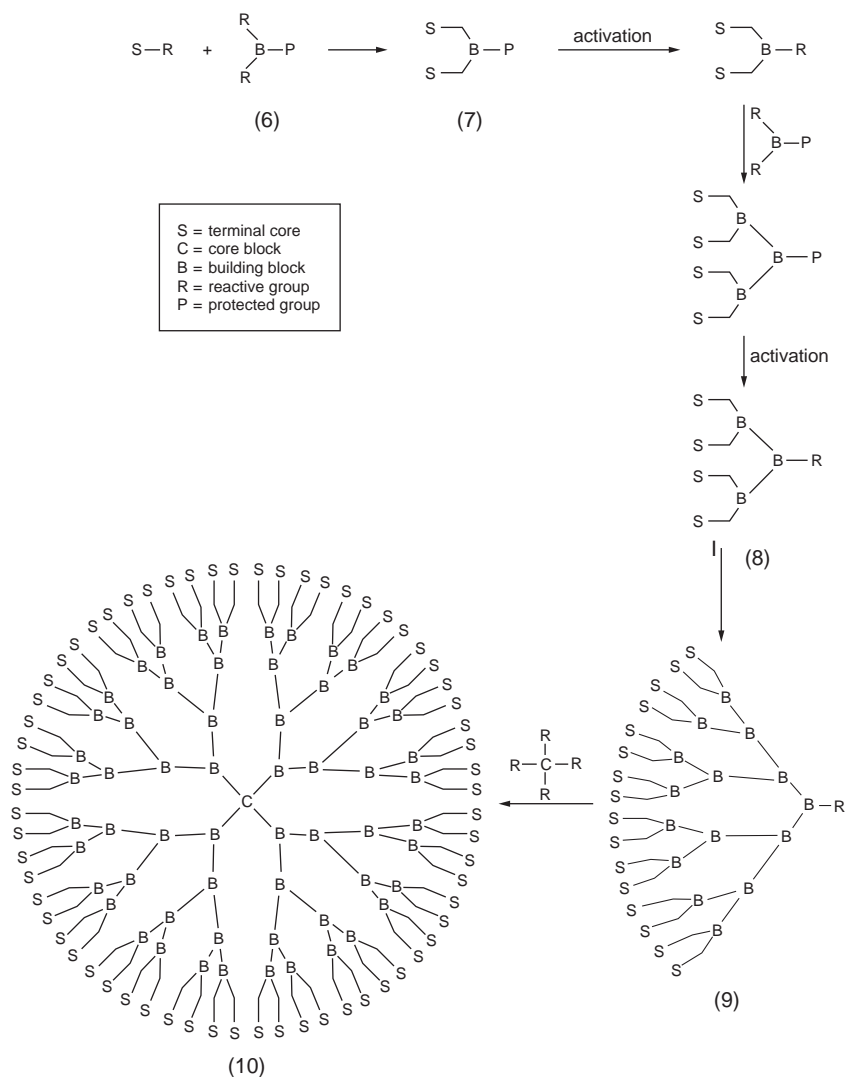 S—R + R B—P R
(6)
S S B—P
(7)
activation
S S B—R
R B—P R
S S S S B B B—P
S = terminal core
C = core block
B = building block
R = reactive group
P = protected group
activation
S S S S B B B—R
I
(8)
S S S S S S S S S S S S S S S S
B B B B B B B B B B B B B B B—R
(9)
R
R—C—R
R
S S S S S S S S S S S S S S S S
S S S S S S S S S S S S S S S S
S S S S S S S S S S S S S S S S
S S S S S S S S S S S S S S S S
B B B B B B B B B B B B B B B
B B B B B B B B B B B B B B B
C
B B B B B B B B B B B B B B B
B B B B B B B B B B B B B B B
(10)